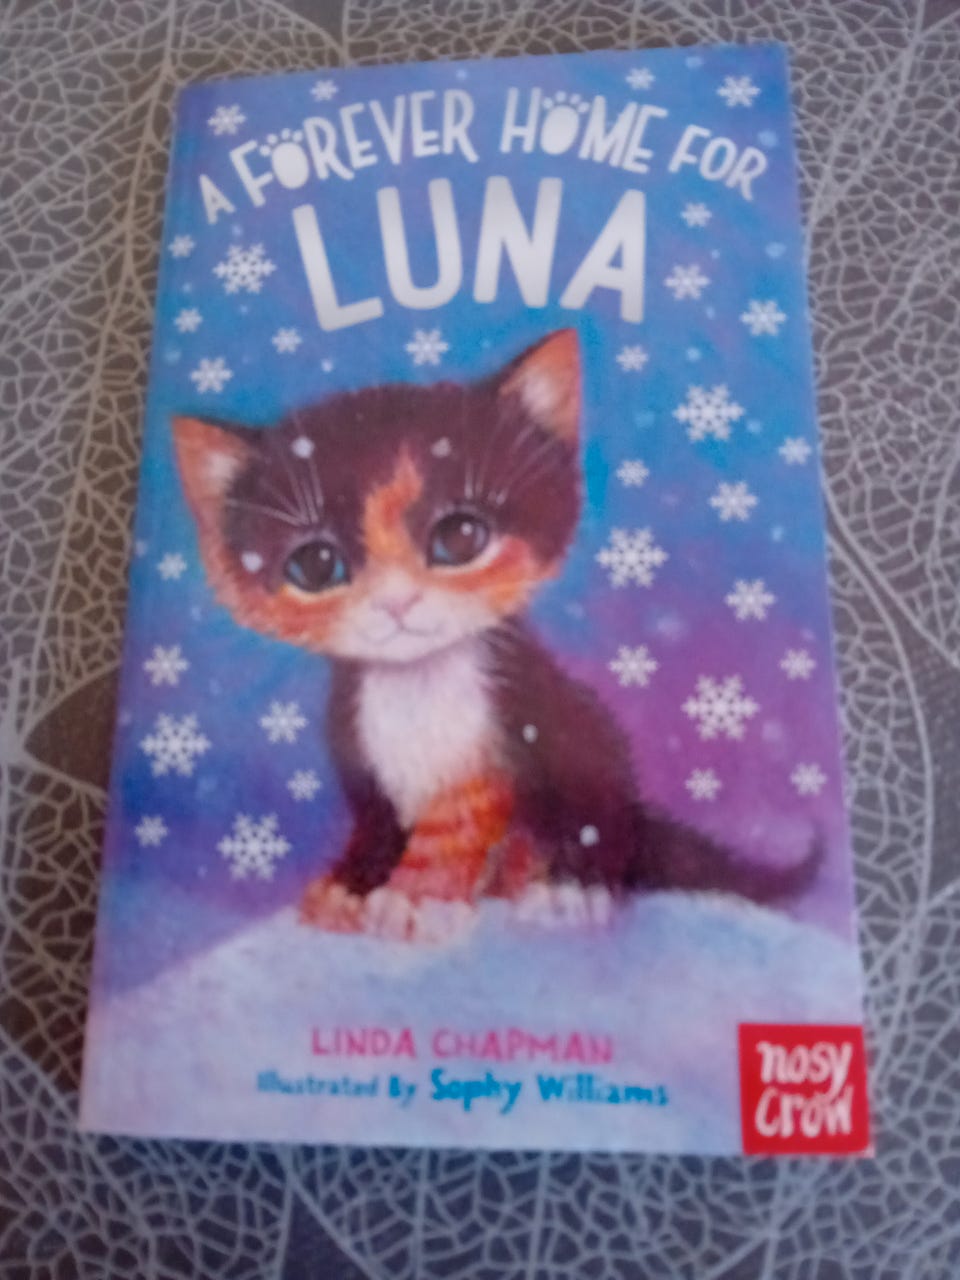 A FOREVER HOME FOR
LUNA
LINDA CHAPMAN
Illustrated By Sophy Williams
nosy
crow